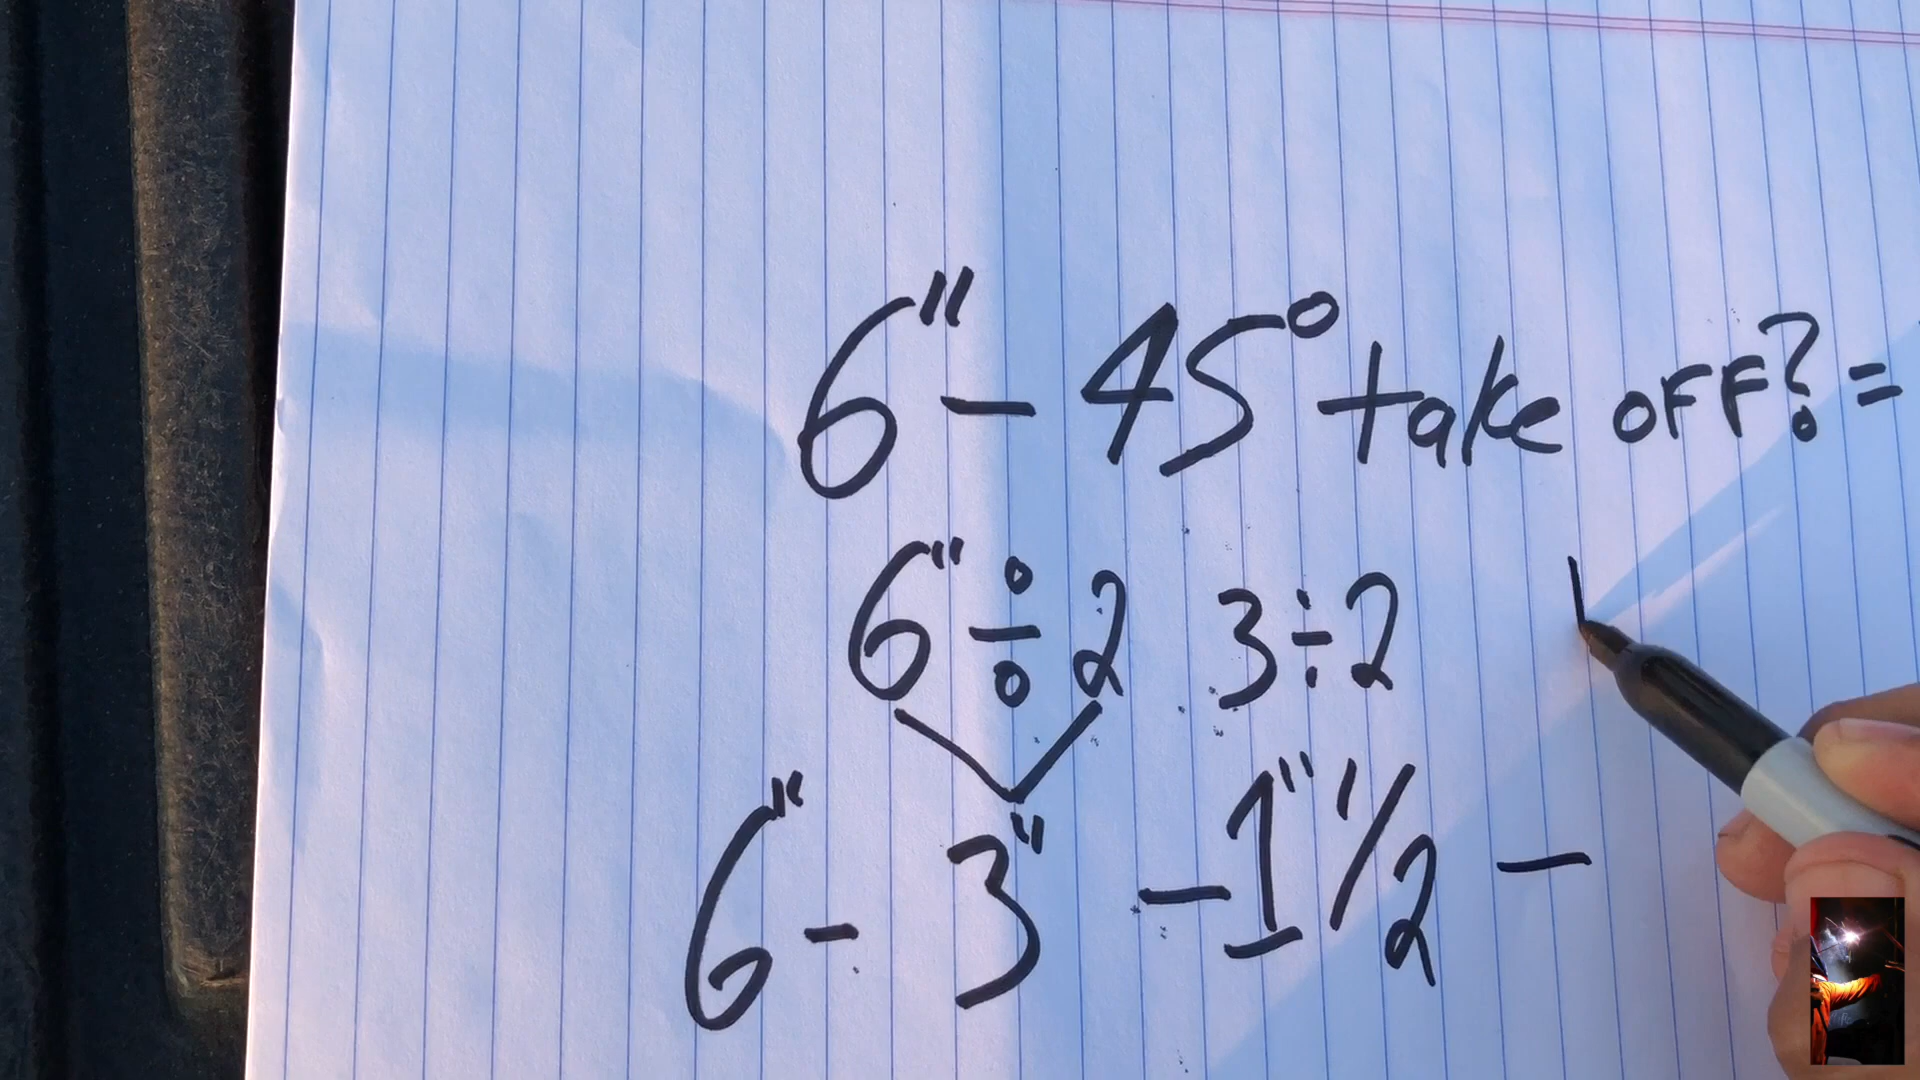 6" - 45° take off? =
6" ÷ 2 3 ÷ 2
6" - 3" - 1" 1/2 -